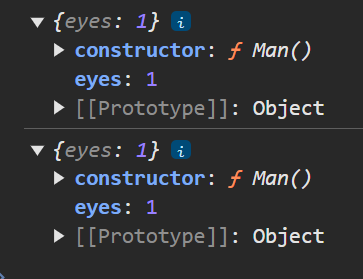 {eyes: 1} i
constructor: ƒ Man()
eyes: 1
[[Prototype]]: Object
{eyes: 1} i
constructor: ƒ Man()
eyes: 1
[[Prototype]]: Object